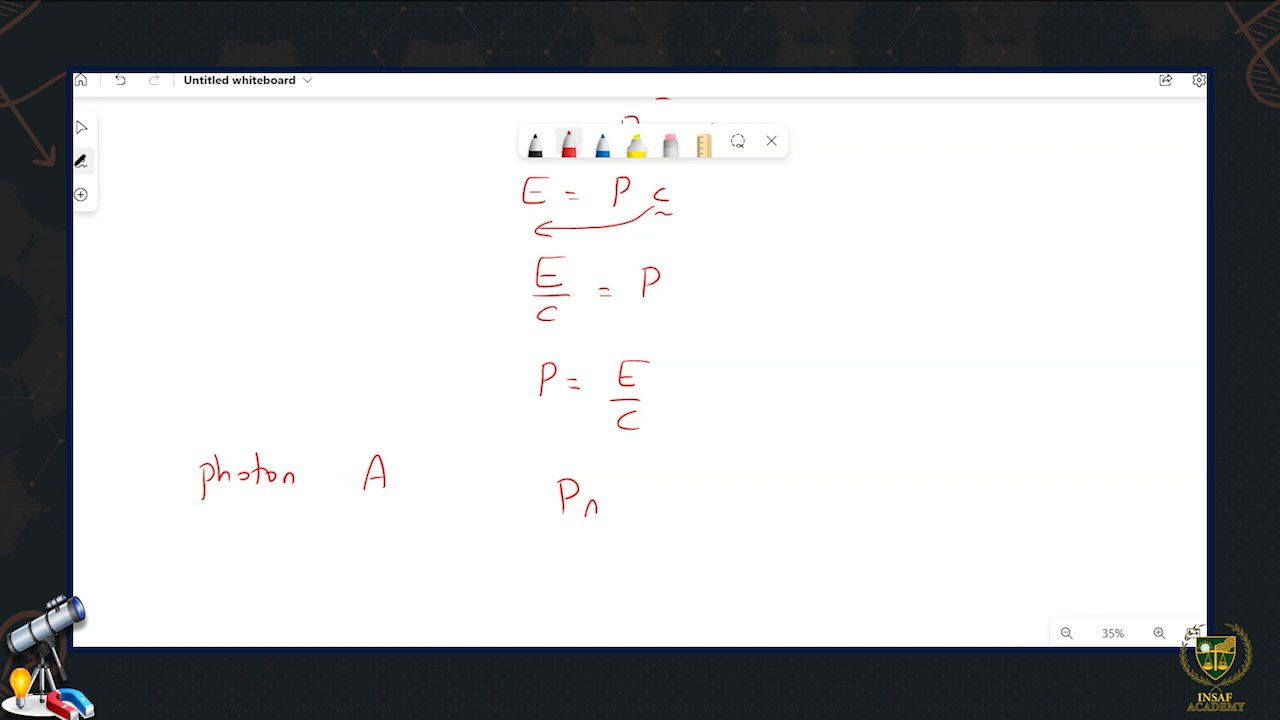 Untitled whiteboard
E = P c
E/c = P
P = E/c
photon A P
35%
INSAF
ACADEMY